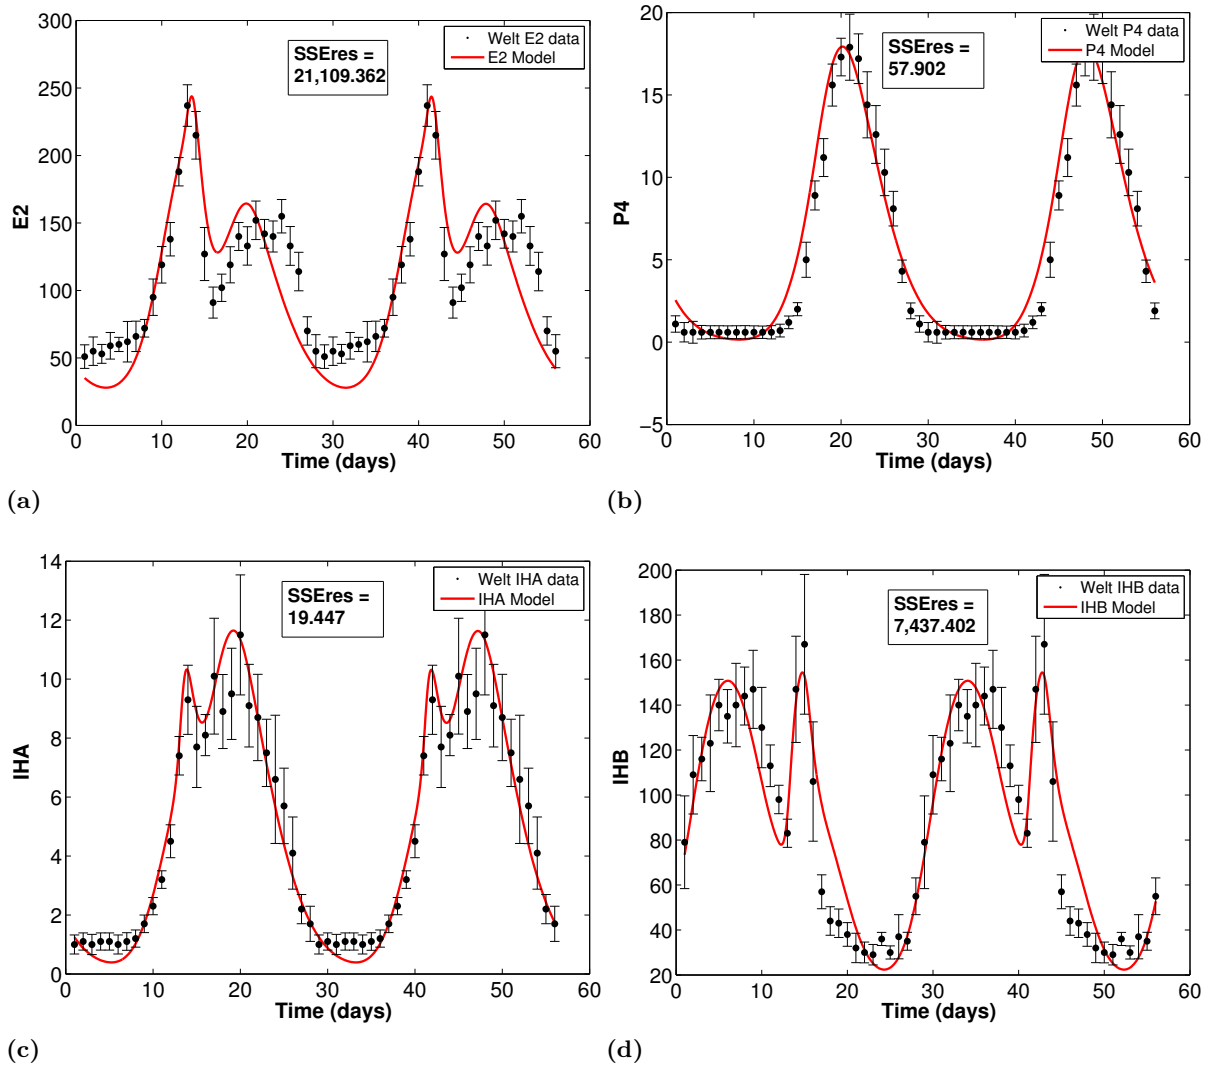 300
250
200
150
100
50
0
E2
0 10 20 30 40 50 60
Time (days)
SSEres =
21,109.362
Welt E2 data
E2 Model
(a)
20
15
10
5
0
−5
P4
0 10 20 30 40 50 60
Time (days)
SSEres =
57.902
Welt P4 data
P4 Model
(b)
14
12
10
8
6
4
2
0
IHA
0 10 20 30 40 50 60
Time (days)
SSEres =
19.447
Welt IHA data
IHA Model
(c)
200
180
160
140
120
100
80
60
40
20
IHB
0 10 20 30 40 50 60
Time (days)
SSEres =
7,437.402
Welt IHB data
IHB Model
(d)